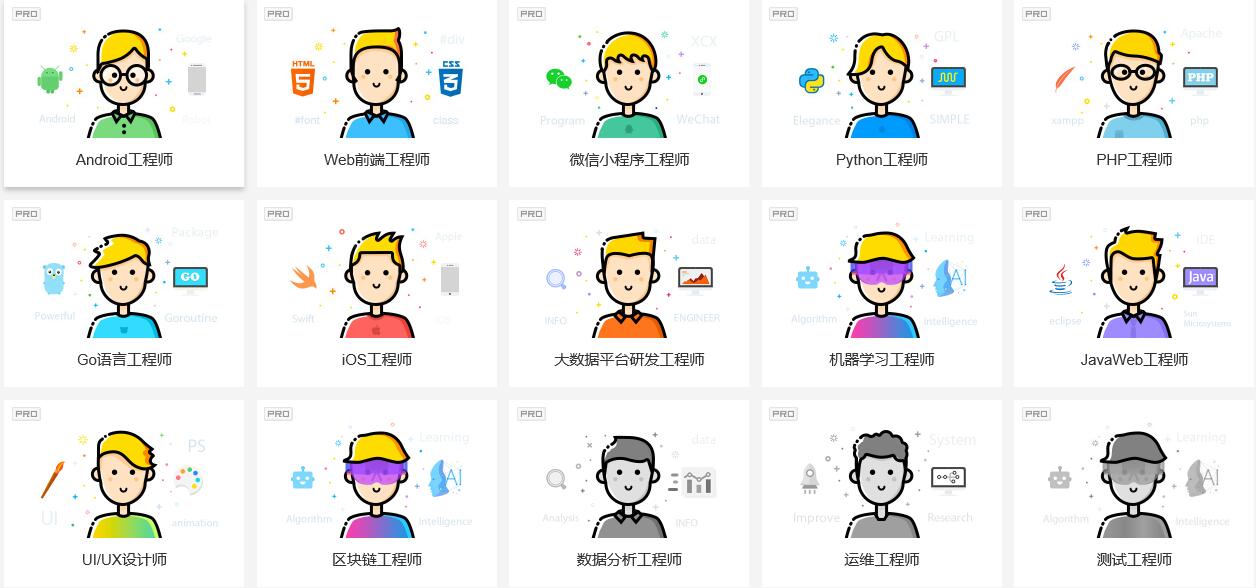 PRO
Google
Android
Robot
Android工程师
PRO
#div
HTML
5
CSS
3
#font
class
Web前端工程师
PRO
XCX
Program
WeChat
微信小程序工程师
PRO
GPL
Elegance
SIMPLE
Python工程师
PRO
Apache
PHP
xampp
php
PHP工程师
PRO
Package
GO
Powerful
Goroutine
Go语言工程师
PRO
Apple
Swift
iOS
iOS工程师
PRO
data
INFO
ENGINEER
大数据平台研发工程师
PRO
Learning
AI
Algorithm
Intelligence
机器学习工程师
PRO
IDE
Java
eclipse
Sun
Microsystems
JavaWeb工程师
PRO
PS
UI
animation
UI/UX设计师
PRO
Learning
AI
Algorithm
Intelligence
区块链工程师
PRO
data
Analysis
INFO
数据分析工程师
PRO
System
Improve
Research
运维工程师
PRO
Learning
AI
Algorithm
Intelligence
测试工程师